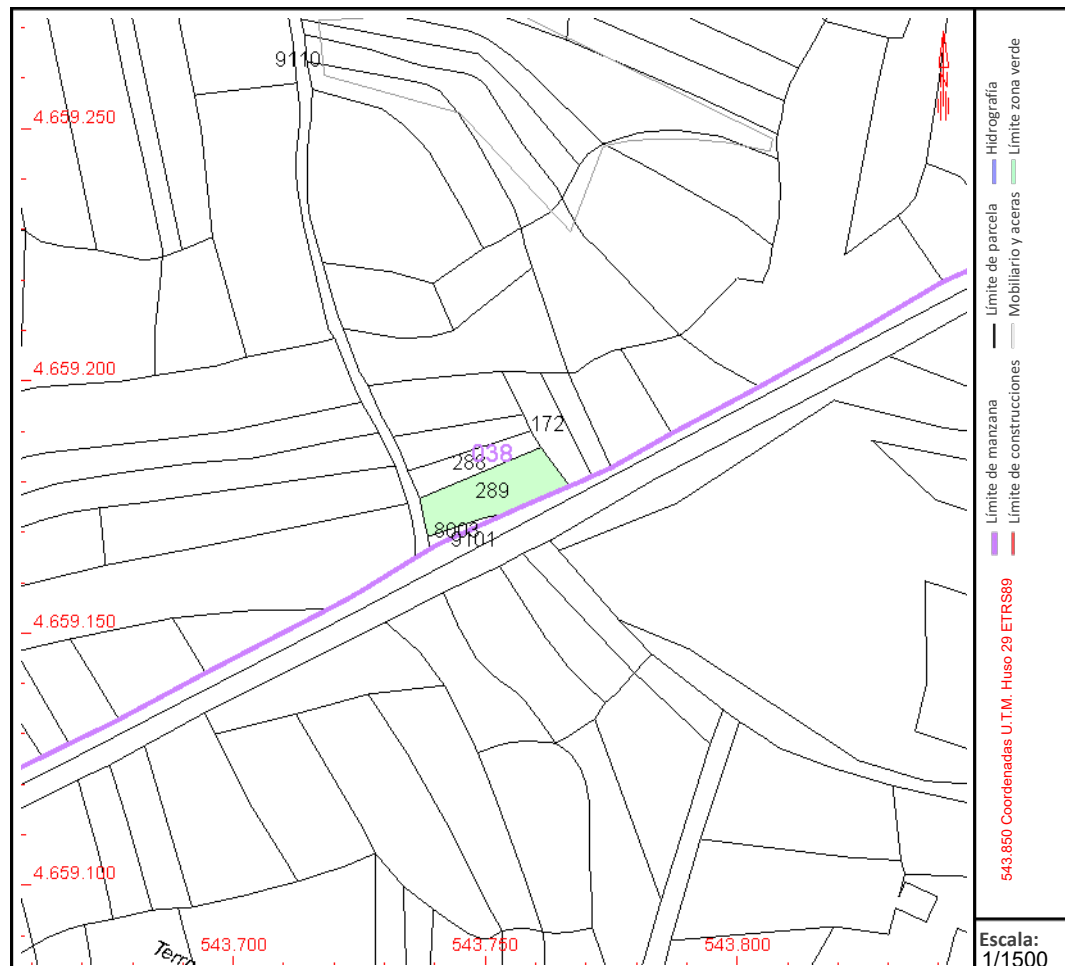 9110
4.659.250
4.659.200
172
038
288
289
8003
9101
4.659.150
4.659.100
543.700
543.750
543.800
Límite de manzana
Límite de parcela
Hidrografía
Límite de construcciones
Mobiliario y aceras
Límite zona verde
543.850 Coordenadas U.T.M. Huso 29 ETRS89
Escala:
1/1500